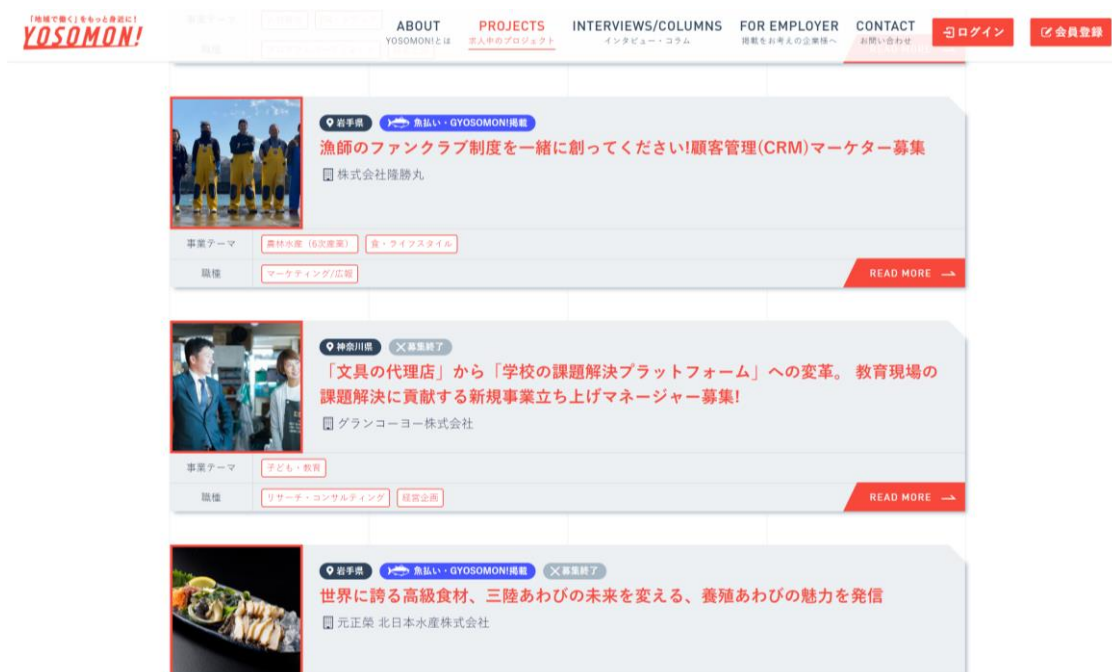 「地域で働く」をもっと身近に!
YOSOMON!
ABOUT
YOSOMON!とは
PROJECTS
求人中のプロジェクト
INTERVIEWS/COLUMNS
インタビュー・コラム
FOR EMPLOYER
掲載をお考えの企業様へ
CONTACT
お問い合わせ
ログイン
会員登録
事業テーマ
職種
岩手県 魚払い・GYOSOMON!掲載
漁師のファンクラブ制度を一緒に創ってください!顧客管理(CRM)マーケター募集
株式会社隆勝丸
事業テーマ 農林水産（6次産業） 食・ライフスタイル
職種 マーケティング/広報
READ MORE
神奈川県 募集終了
「文具の代理店」から「学校の課題解決プラットフォーム」への変革。 教育現場の
課題解決に貢献する新規事業立ち上げマネージャー募集!
グランコーヨー株式会社
事業テーマ 子ども・教育
職種 リサーチ・コンサルティング 経営企画
READ MORE
岩手県 魚払い・GYOSOMON!掲載 募集終了
世界に誇る高級食材、三陸あわびの未来を変える、養殖あわびの魅力を発信
元正榮 北日本水産株式会社